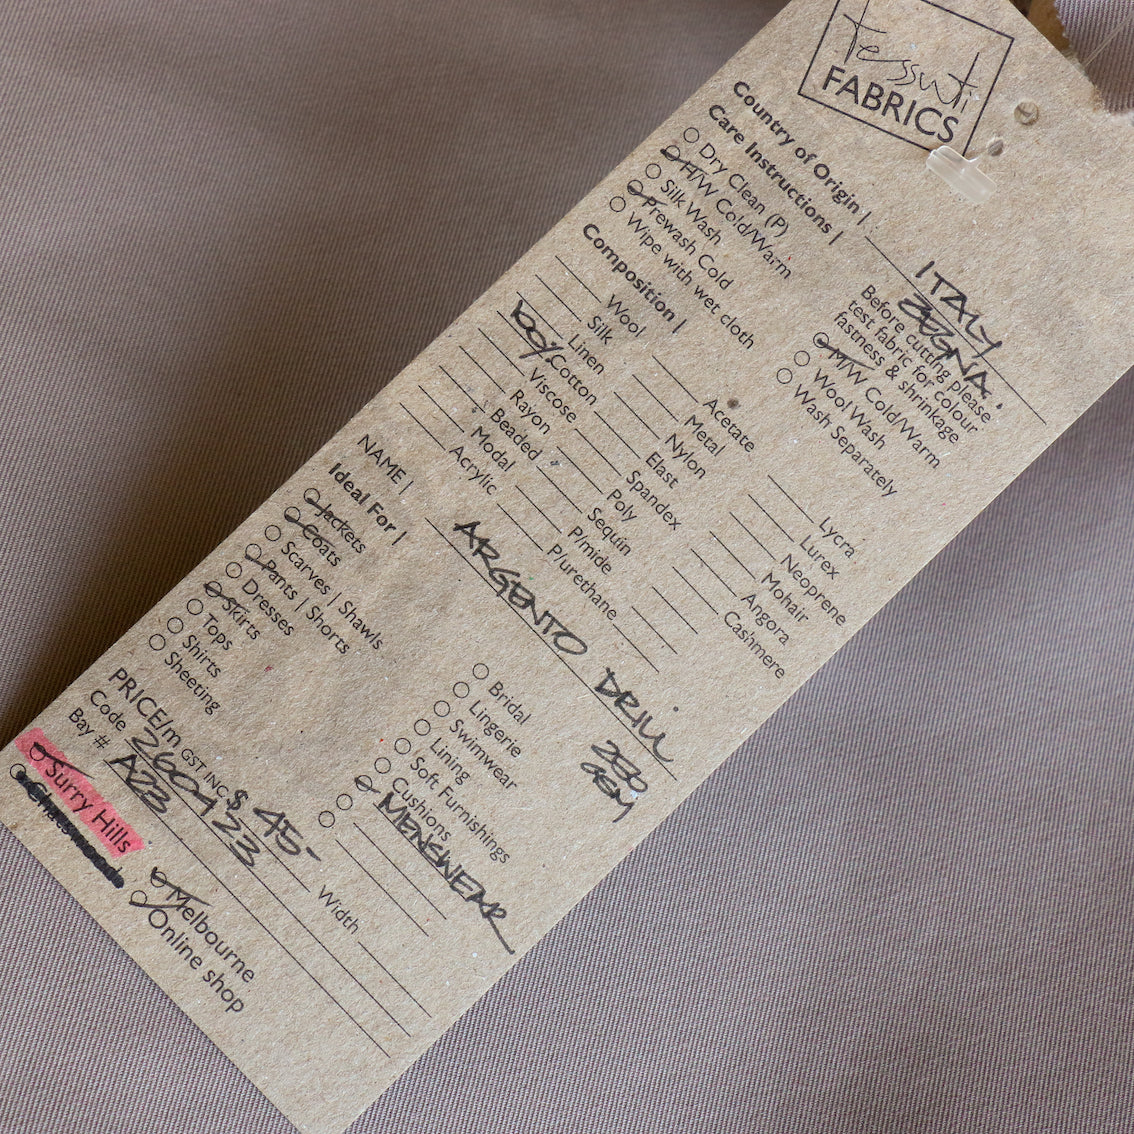 Tessuti
FABRICS
Country of Origin | ITALY
ZEGNA.
Care Instructions |
Dry Clean (P)
H/W Cold/Warm
Silk Wash
Prewash Cold
Wipe with wet cloth
Before cutting please
test fabric for colour
fastness & shrinkage
M/W Cold/Warm
Wool Wash
Wash Separately
Composition |
Wool
Silk
Linen
100% Cotton
Viscose
Rayon
Beaded
Modal
Acrylic
Acetate
Metal
Nylon
Elast
Spandex
Poly
Sequin
P/mide
P/urethane
Lycra
Lurex
Neoprene
Mohair
Angora
Cashmere
NAME | ARGENTO DRILL
230
GSM
Ideal For |
Jackets
Coats
Scarves | Shawls
Pants | Shorts
Dresses
Skirts
Tops
Shirts
Sheeting
Bridal
Lingerie
Swimwear
Lining
Soft Furnishings
Cushions
MENSWEAR
PRICE/m GST INC $ 45- Width
Code 2604123
Bay # A23
Surry Hills
Chatswood
Melbourne
Online shop